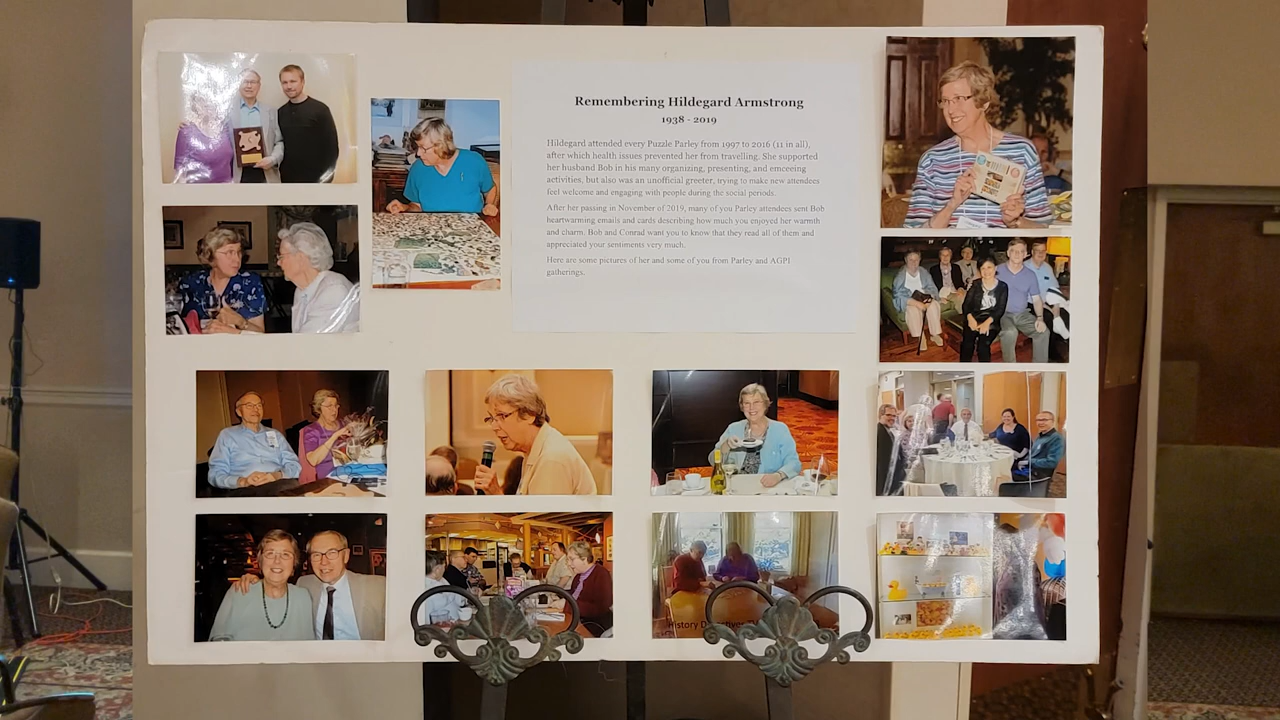 Remembering Hildegard Armstrong
1938 - 2019
Hildegard attended every Puzzle Parley from 1997 to 2016 (11 in all),
after which health issues prevented her from travelling. She supported
her husband Bob in his many organizing, presenting, and emceeing
activities, but also was an unofficial greeter, trying to make new attendees
feel welcome and engaging with people during the social periods.
After her passing in November of 2019, many of you Parley attendees sent Bob
heartwarming emails and cards describing how much you enjoyed her warmth
and charm. Bob and Conrad want you to know that they read all of them and
appreciated your sentiments very much.
Here are some pictures of her and some of you from Parley and AGPI
gatherings.
History